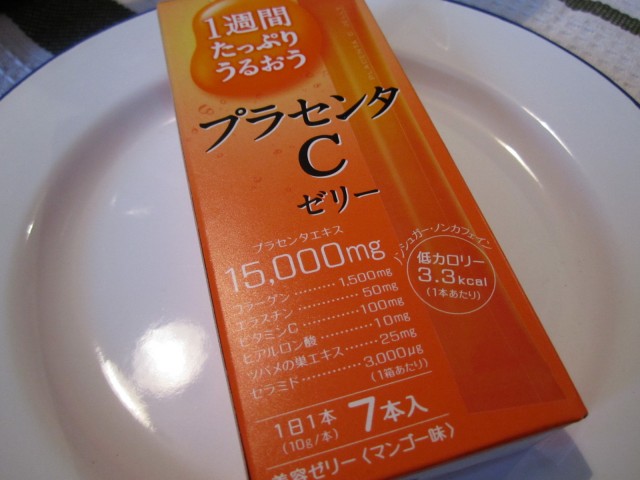 1週間
たっぷり
うるおう
プラセンタ
C
ゼリー
プラセンタエキス
15,000mg
コラーゲン………1,500mg
エラスチン…………50mg
ビタミンC…………100mg
ヒアルロン酸………10mg
ツバメの巣エキス……25mg
セラミド…………3,000μg
(1箱あたり)
ノンシュガー・ノンカフェイン
低カロリー
3.3kcal
(1本あたり)
1日1本
(10g/本)
7本入
美容ゼリー〈マンゴー味〉